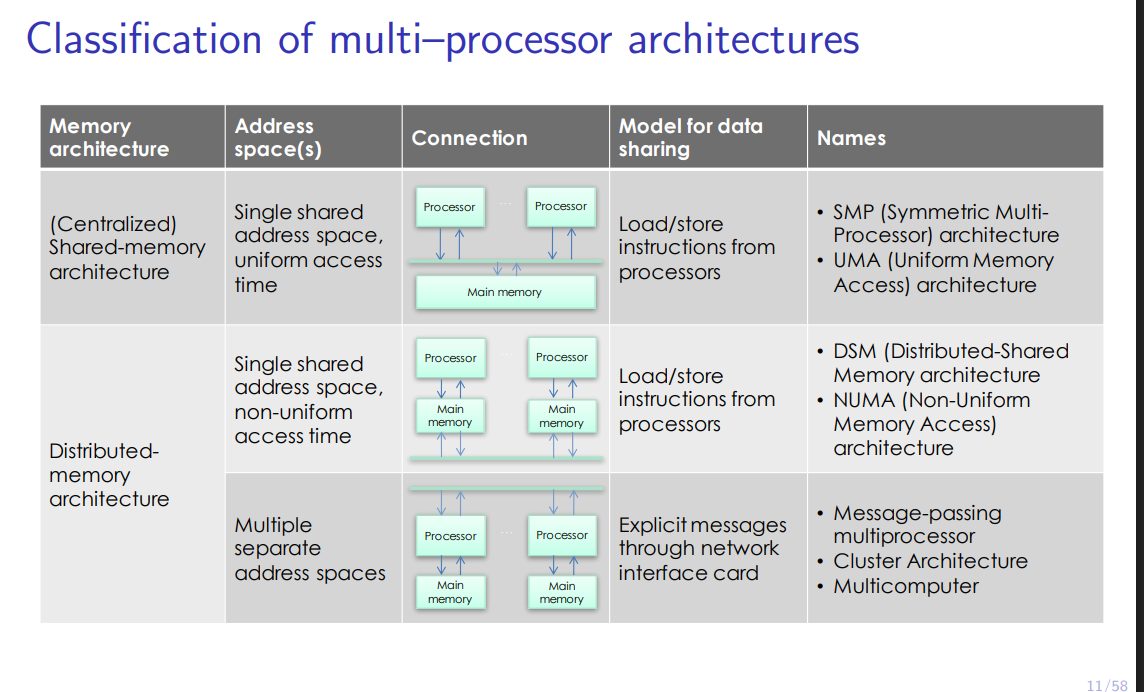 Classification of multi–processor architectures
Memory
architecture
Address
space(s)
Connection
Model for data
sharing
Names
(Centralized)
Shared-memory
architecture
Single shared
address space,
uniform access
time
Processor
...
Processor
Main memory
Load/store
instructions from
processors
• SMP (Symmetric Multi-
Processor) architecture
• UMA (Uniform Memory
Access) architecture
Distributed-
memory
architecture
Single shared
address space,
non-uniform
access time
Processor
...
Processor
Main
memory
Main
memory
Load/store
instructions from
processors
• DSM (Distributed-Shared
Memory architecture
• NUMA (Non-Uniform
Memory Access)
architecture
Multiple
separate
address spaces
Processor
...
Processor
Main
memory
Main
memory
Explicit messages
through network
interface card
• Message-passing
multiprocessor
• Cluster Architecture
• Multicomputer
11/58